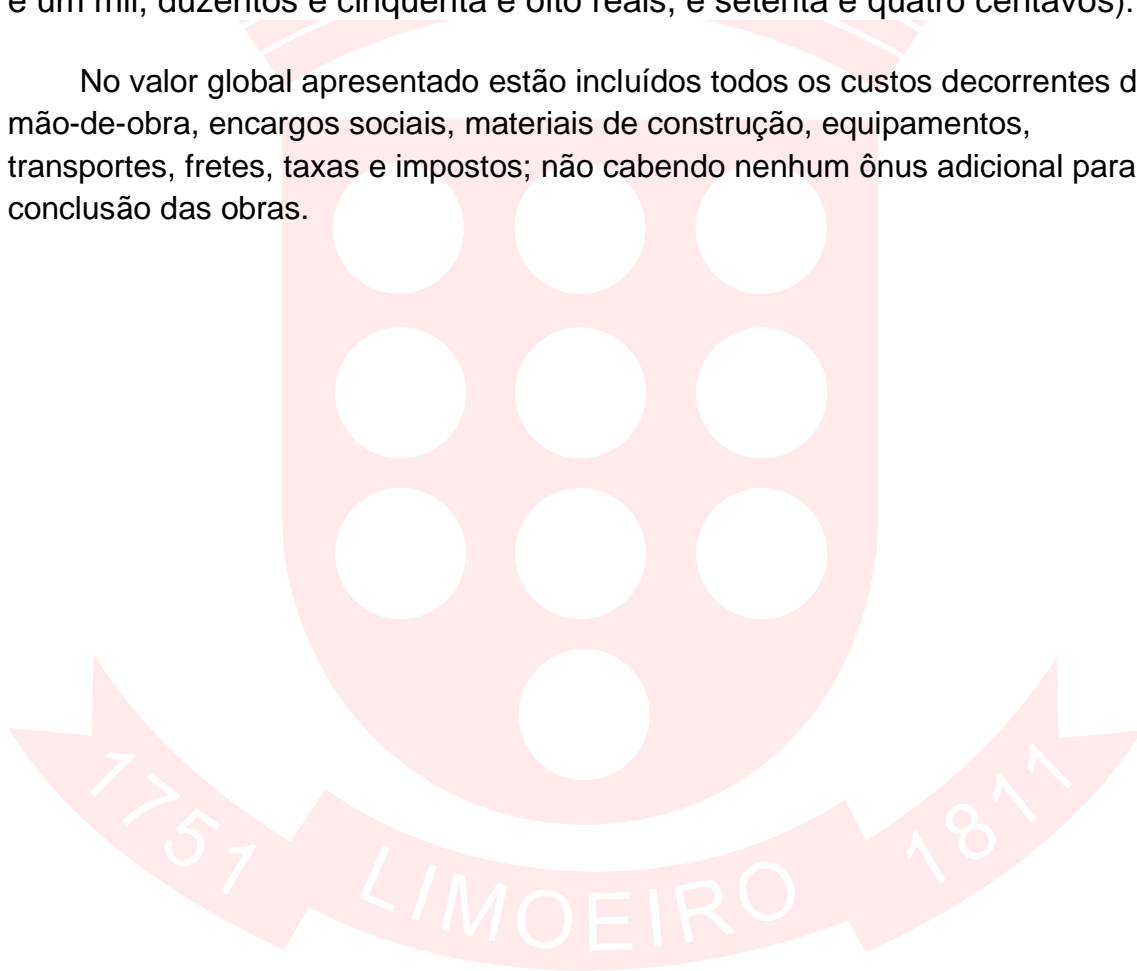 e um mil, duzentos e cinquenta e oito reais, e setenta e quatro centavos).
No valor global apresentado estão incluídos todos os custos decorrentes d
mão-de-obra, encargos sociais, materiais de construção, equipamentos,
transportes, fretes, taxas e impostos; não cabendo nenhum ônus adicional para
conclusão das obras.
1751
LIMOEIRO
1811